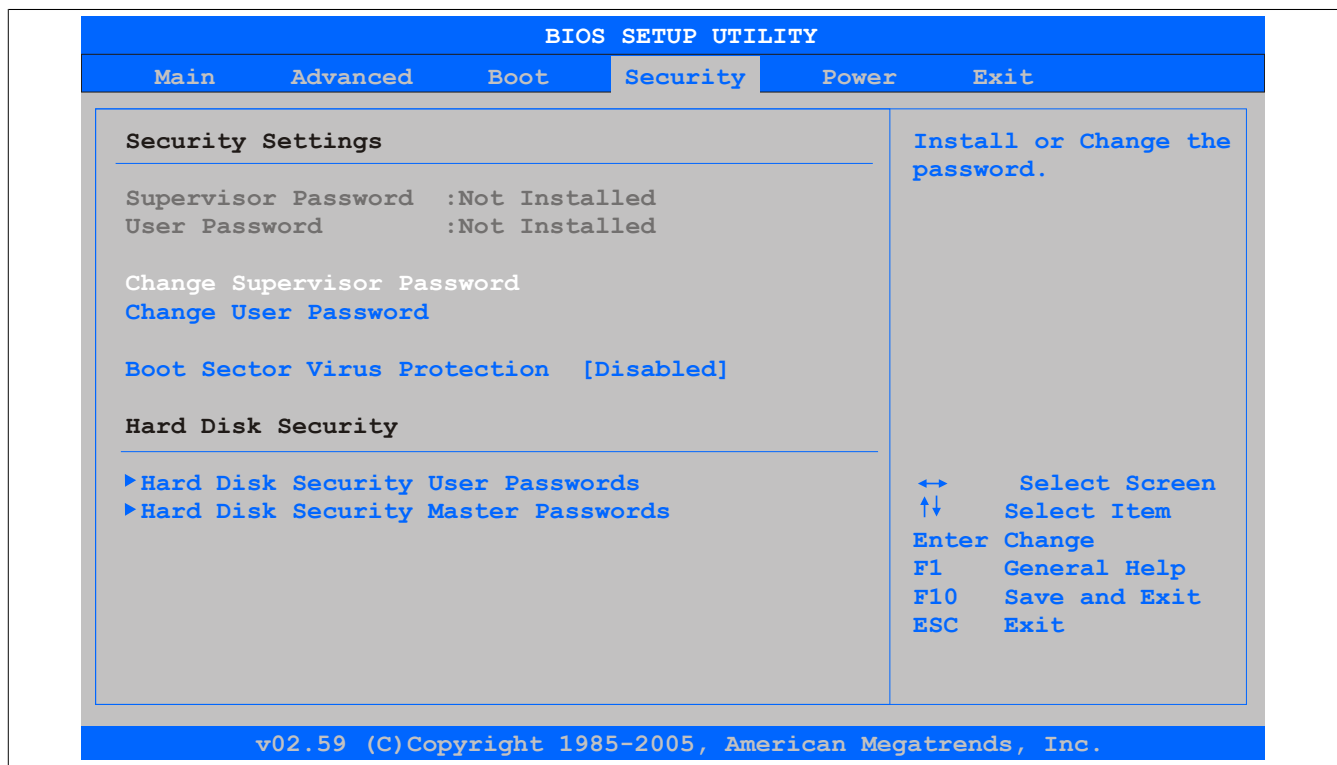 BIOS SETUP UTILITY
Main Advanced Boot Security Power Exit
Security Settings
Supervisor Password :Not Installed
User Password :Not Installed
Change Supervisor Password
Change User Password
Boot Sector Virus Protection [Disabled]
Hard Disk Security
Hard Disk Security User Passwords
Hard Disk Security Master Passwords
Install or Change the
password.
Select Screen
Select Item
Enter Change
F1 General Help
F10 Save and Exit
ESC Exit
v02.59 (C)Copyright 1985-2005, American Megatrends, Inc.